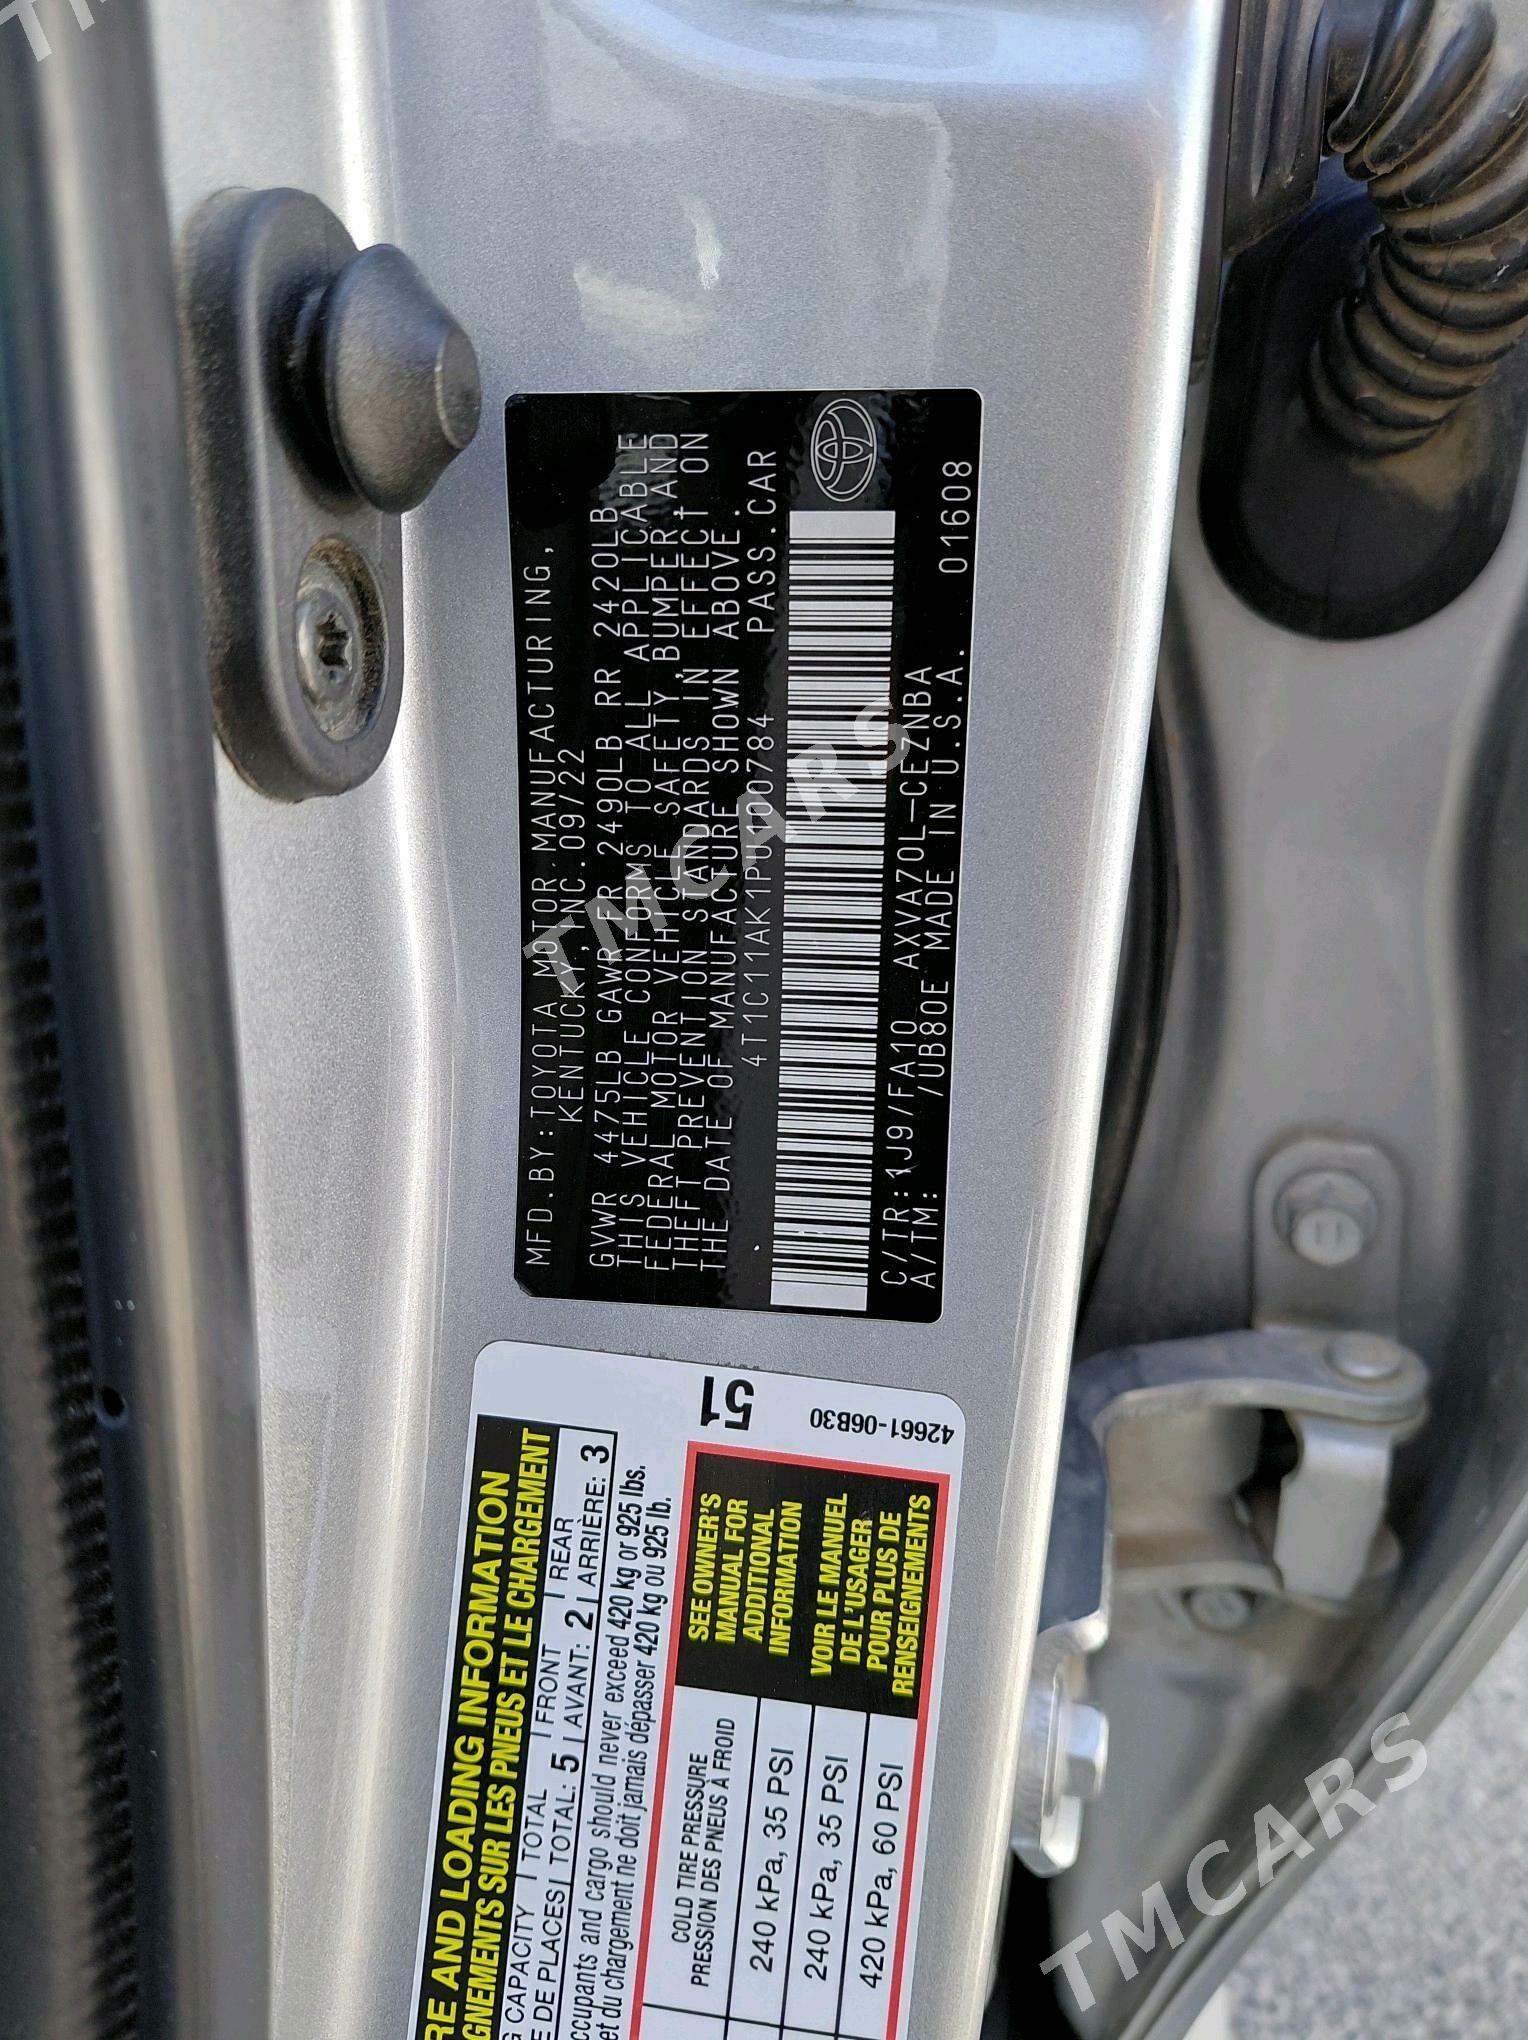 MFD.BY:TOYOTA MOTOR MANUFACTURING,
KENTUCKY,INC.09/22
GVWR 4475LB GAWR FR 2490LB RR 2420LB
THIS VEHICLE CONFORMS TO ALL APPLICABLE
FEDERAL MOTOR VEHICLE SAFETY,BUMPER,AND
THEFT PREVENTION STANDARDS IN EFFECT ON
THE DATE OF MANUFACTURE SHOWN ABOVE.
4T1C11AK1PU100784 PASS.CAR
C/TR:1J9/FA10 AXVA70L-CEZNBA 01608
A/TM: /UB80E MADE IN U.S.A.
RE AND LOADING INFORMATION
GNEMENTS SUR LES PNEUS ET LE CHARGEMENT
G CAPACITY | TOTAL | FRONT | REAR
E DE PLACES| TOTAL: 5 | AVANT: 2 | ARRIÈRE: 3
ccupants and cargo should never exceed 420 kg or 925 lbs.
et du chargement ne doit jamais dépasser 420 kg ou 925 lb.
COLD TIRE PRESSURE
PRESSION DES PNEUS À FROID
240 kPa, 35 PSI
240 kPa, 35 PSI
420 kPa, 60 PSI
SEE OWNER'S
MANUAL FOR
ADDITIONAL
INFORMATION
VOIR LE MANUEL
DE L'USAGER
POUR PLUS DE
RENSEIGNEMENTS
51
42661-06B30
TMCARS
TMCARS